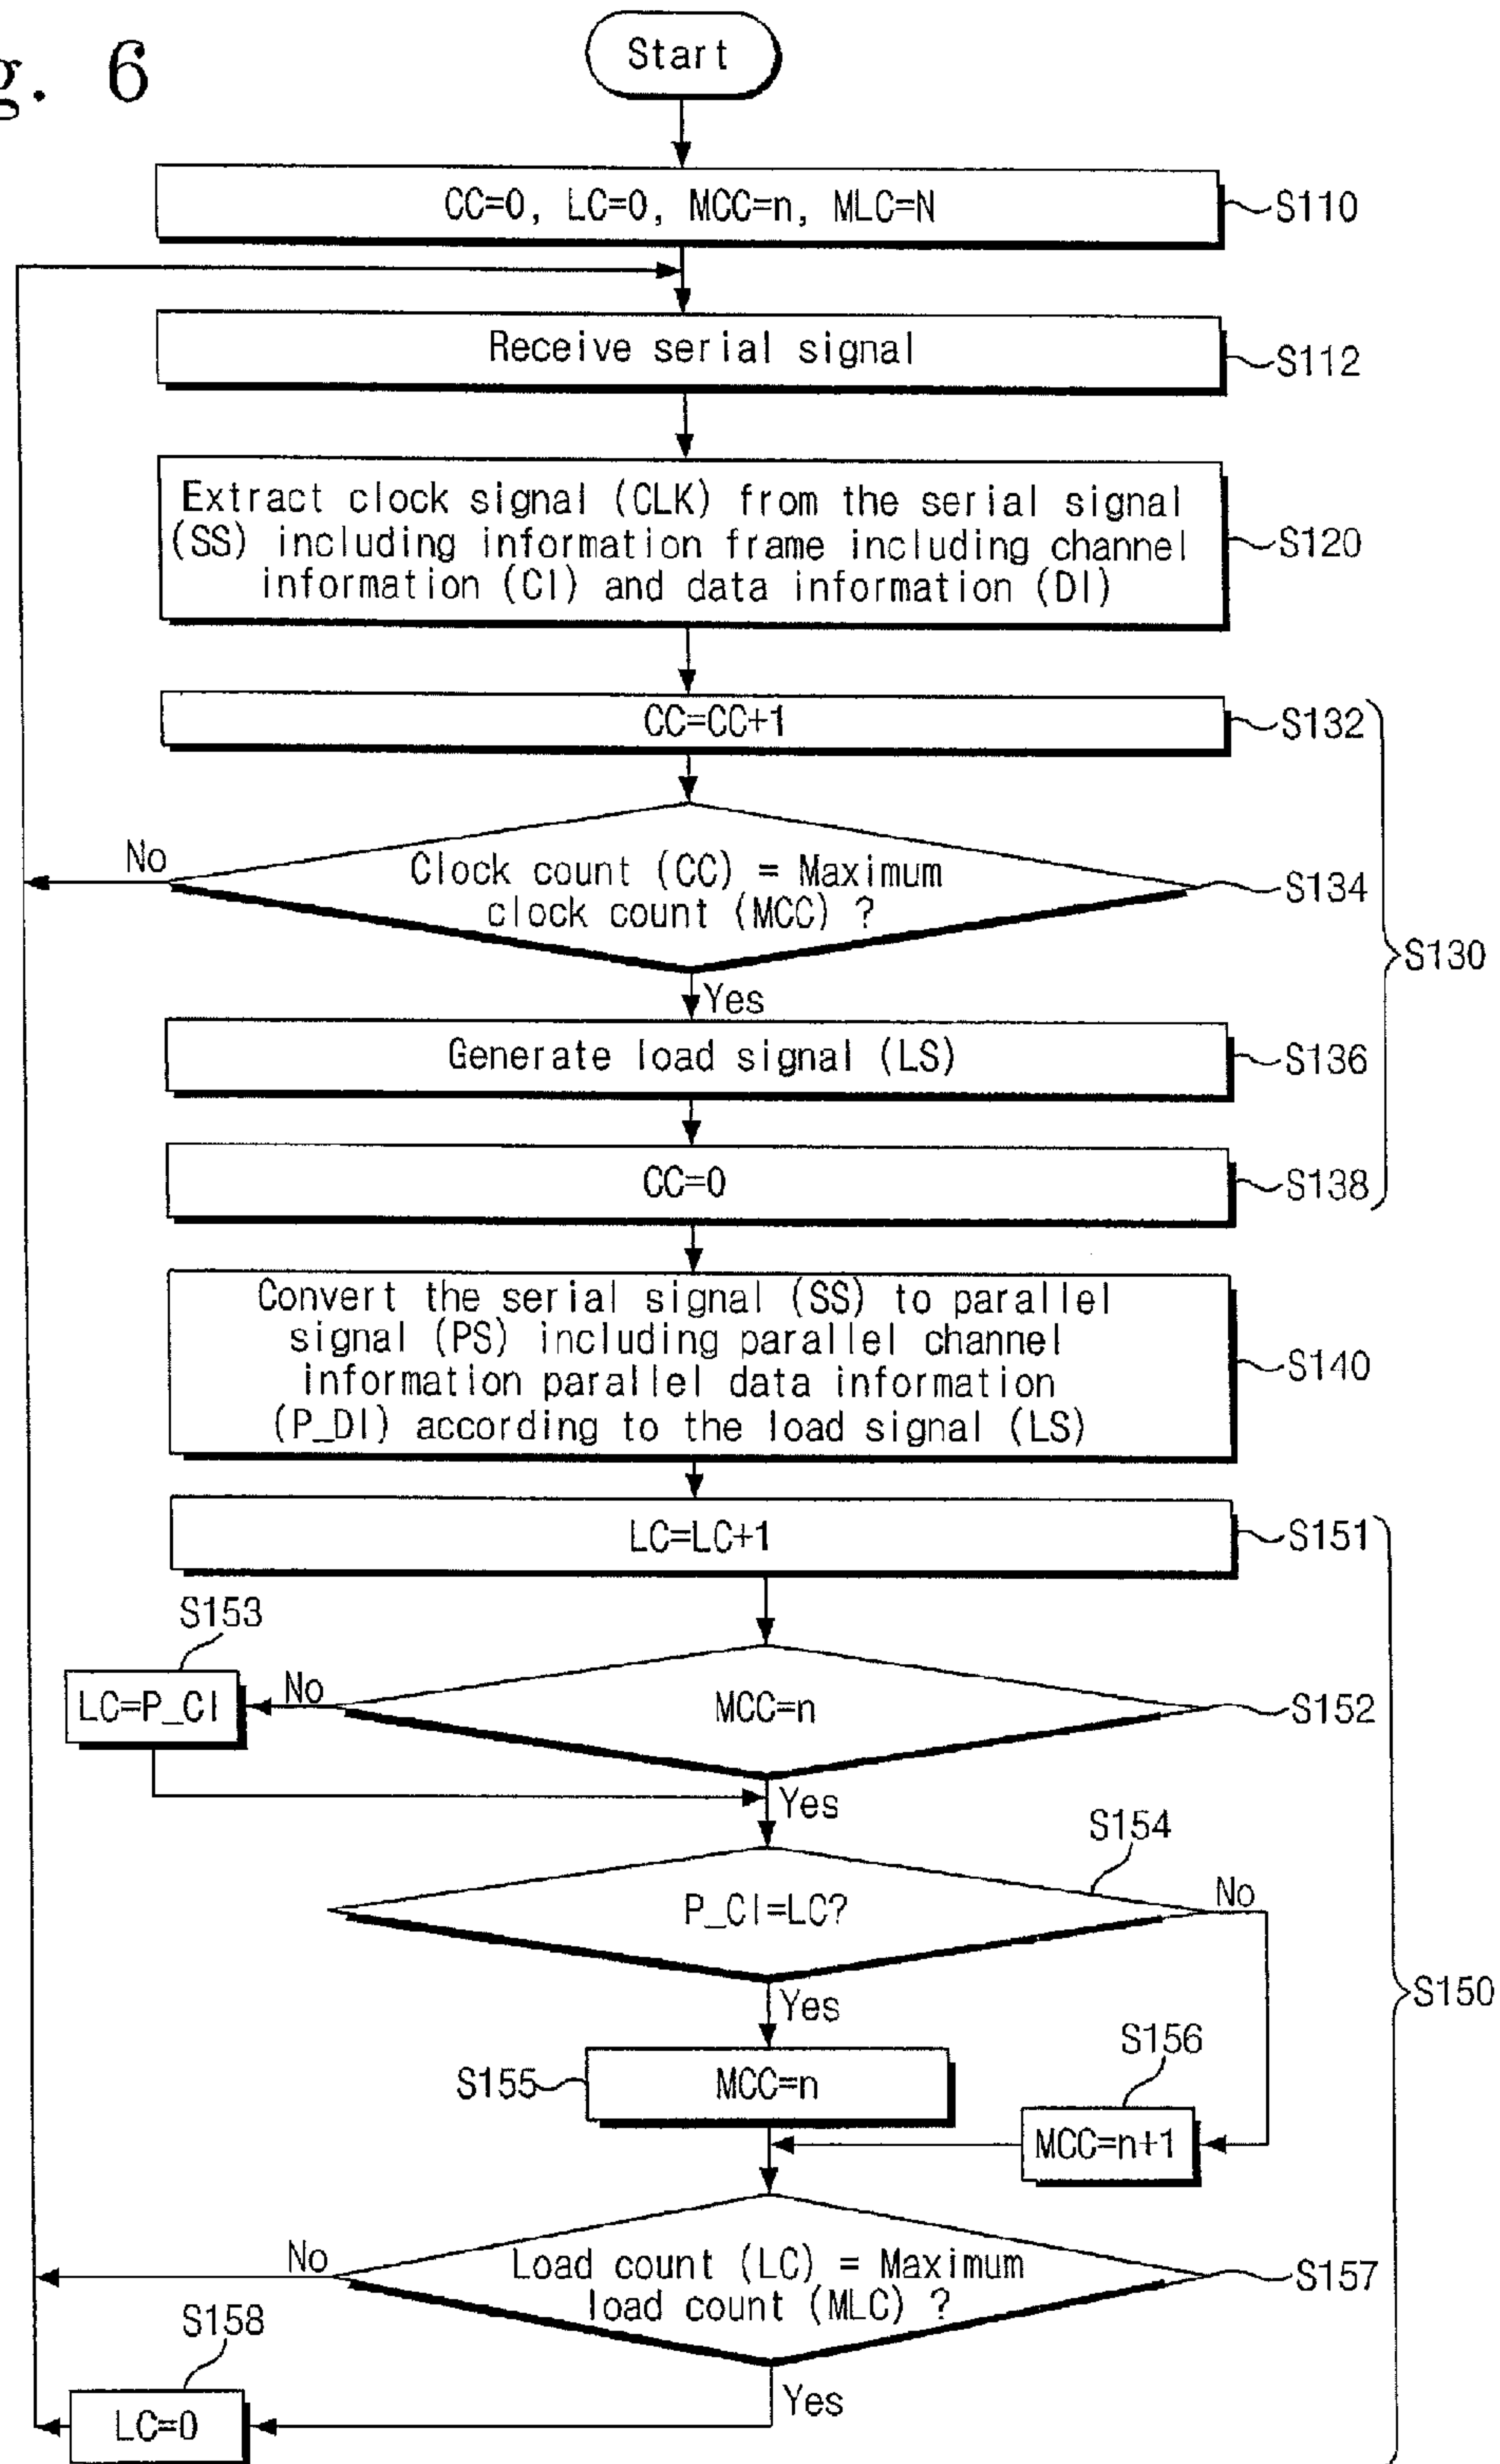 g. 6
Start
CC=0, LC=0, MCC=n, MLC=N
S110
Receive serial signal
S112
Extract clock signal (CLK) from the serial signal
(SS) including information frame including channel
information (CI) and data information (DI)
S120
CC=CC+1
S132
No
Clock count (CC) = Maximum
clock count (MCC) ?
S134
S130
Yes
Generate load signal (LS)
S136
CC=0
S138
Convert the serial signal (SS) to parallel
signal (PS) including parallel channel
information parallel data information
(P_DI) according to the load signal (LS)
S140
LC=LC+1
S151
S153
LC=P_CI
No
MCC=n
S152
Yes
S154
P_CI=LC?
No
Yes
S150
S155
MCC=n
S156
MCC=n+1
No
Load count (LC) = Maximum
load count (MLC) ?
S157
S158
LC=0
Yes